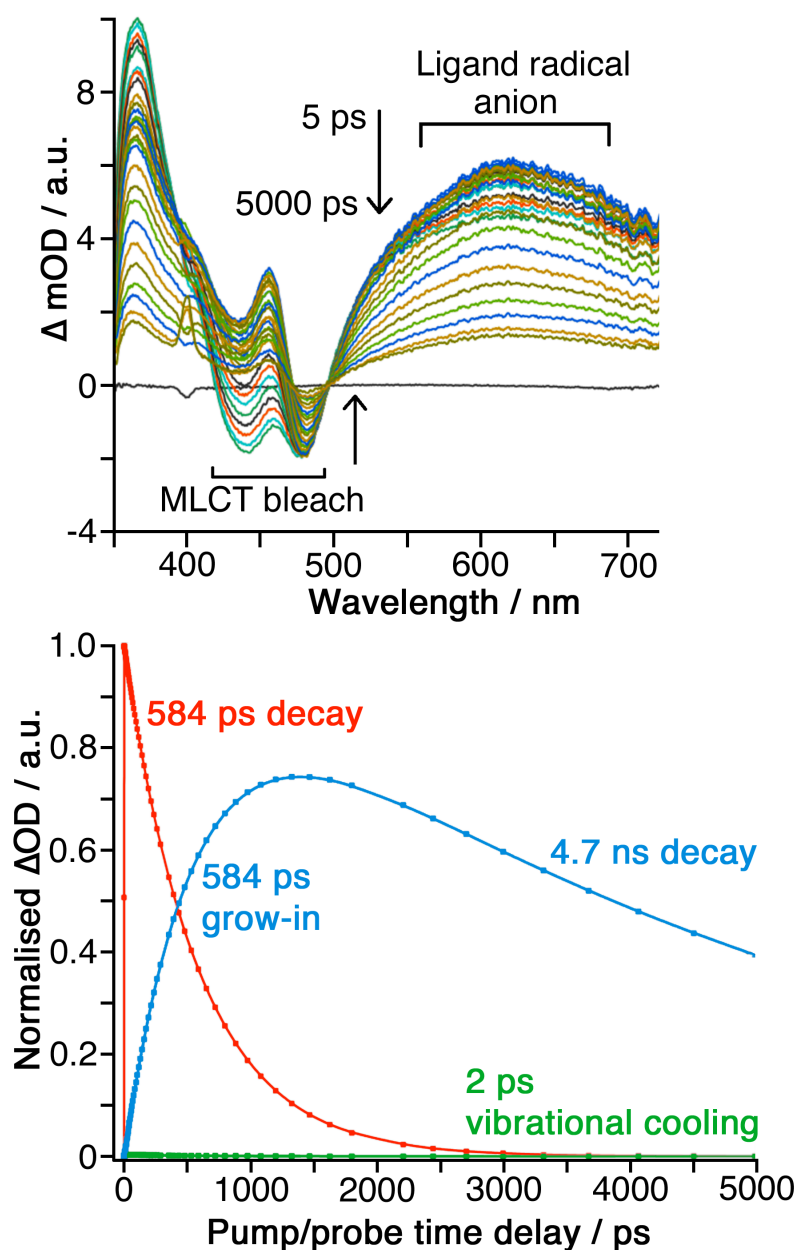 Ligand radical
anion
5 ps
5000 ps
8
4
0
-4
Δ mOD / a.u.
MLCT bleach
400 500 600 700
Wavelength / nm
1.0
0.8
0.6
0.4
0.2
0
Normalised ΔOD / a.u.
584 ps decay
584 ps
grow-in
4.7 ns decay
2 ps
vibrational cooling
0 1000 2000 3000 4000 5000
Pump/probe time delay / ps